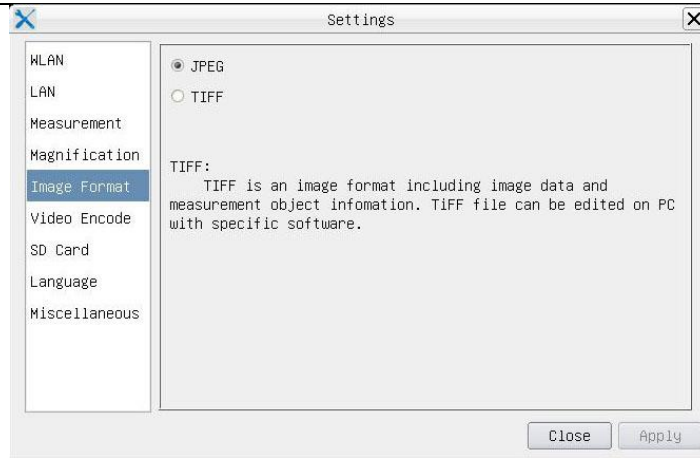 Settings
WLAN
LAN
Measurement
Magnification
Image Format
Video Encode
SD Card
Language
Miscellaneous
JPEG
TIFF
TIFF:
TIFF is an image format including image data and
measurement object infomation. TiFF file can be edited on PC
with specific software.
Close
Apply